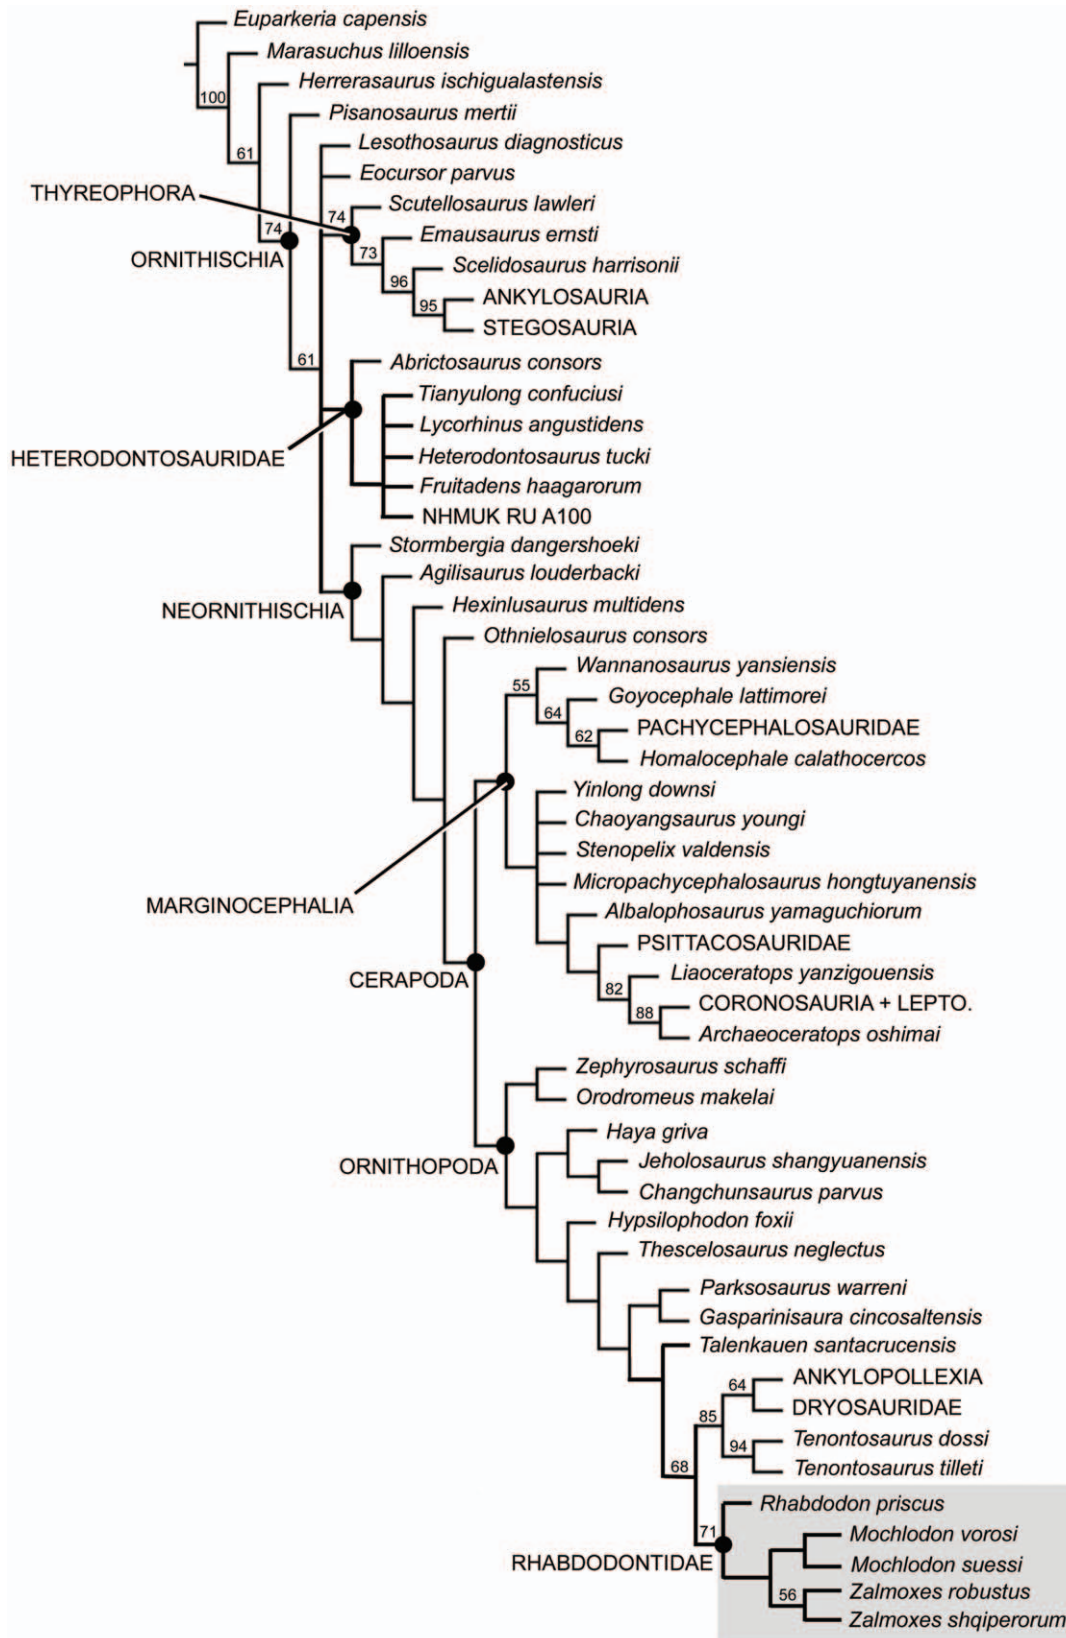 Euparkeria capensis
Marasuchus lilloensis
Herrerasaurus ischigualastensis
100
Pisanosaurus mertii
Lesothosaurus diagnosticus
61
Eocursor parvus
THYREOPHORA
Scutellosaurus lawleri
74
74
Emausaurus ernsti
ORNITHISCHIA
73
Scelidosaurus harrisonii
96
ANKYLOSAURIA
95
STEGOSAURIA
61
Abrictosaurus consors
Tianyulong confuciusi
Lycorhinus angustidens
HETERODONTOSAURIDAE
Heterodontosaurus tucki
Fruitadens haagarorum
NHMUK RU A100
Stormbergia dangershoeki
Agilisaurus louderbacki
NEORNITHISCHIA
Hexinlusaurus multidens
Othnielosaurus consors
Wannanosaurus yansiensis
55
Goyocephale lattimorei
64
PACHYCEPHALOSAURIDAE
62
Homalocephale calathocercos
Yinlong downsi
Chaoyangsaurus youngi
Stenopelix valdensis
Micropachycephalosaurus hongtuyanensis
MARGINOCEPHALIA
Albalophosaurus yamaguchiorum
PSITTACOSAURIDAE
CERAPODA
Liaoceratops yanzigouensis
82
CORONOSAURIA + LEPTO.
88
Archaeoceratops oshimai
Zephyrosaurus schaffi
Orodromeus makelai
Haya griva
ORNITHOPODA
Jeholosaurus shangyuanensis
Changchunsaurus parvus
Hypsilophodon foxii
Thescelosaurus neglectus
Parksosaurus warreni
Gasparinisaura cincosaltensis
Talenkauen santacrucensis
ANKYLOPOLLEXIA
64
DRYOSAURIDAE
85
Tenontosaurus dossi
94
Tenontosaurus tilleti
68
Rhabdodon priscus
71
Mochlodon vorosi
RHABDODONTIDAE
Mochlodon suessi
56
Zalmoxes robustus
Zalmoxes shqiperorum